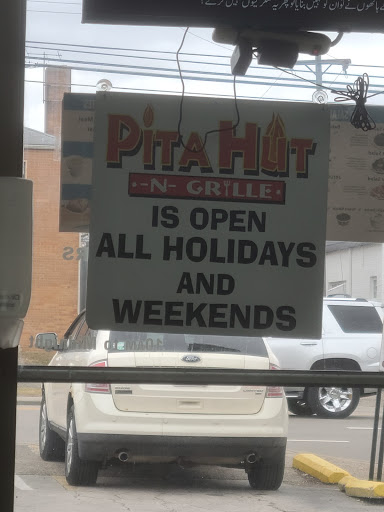 PITA HUT
-N- GRILLE
IS OPEN
ALL HOLIDAYS
AND
WEEKENDS